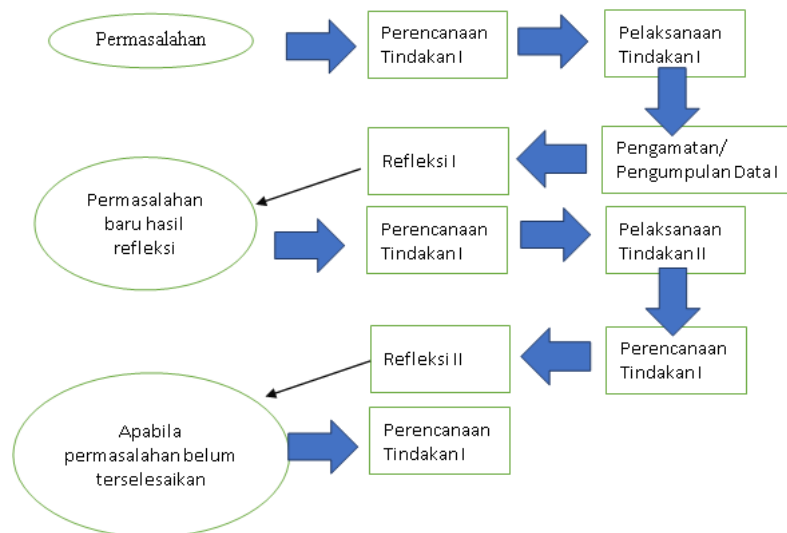 Permasalahan
Perencanaan
Tindakan I
Pelaksanaan
Tindakan I
Pengamatan/
Pengumpulan Data I
Refleksi I
Permasalahan
baru hasil
refleksi
Perencanaan
Tindakan I
Pelaksanaan
Tindakan II
Perencanaan
Tindakan I
Refleksi II
Apabila
permasalahan belum
terselesaikan
Perencanaan
Tindakan I